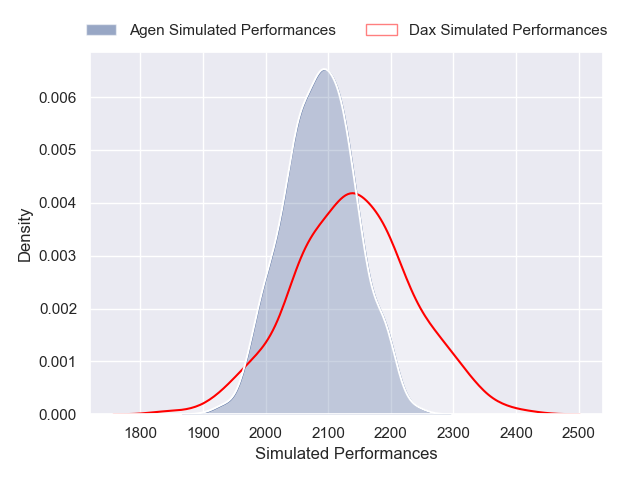 Agen Simulated Performances
Dax Simulated Performances
0.006
0.005
0.004
0.003
0.002
0.001
0.000
Density
1800 1900 2000 2100 2200 2300 2400 2500
Simulated Performances